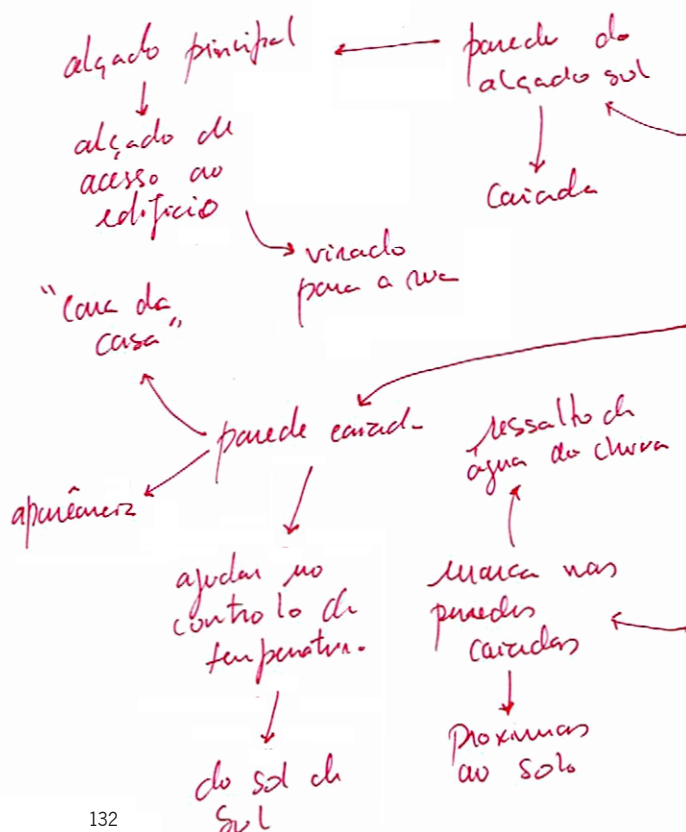 alçado principal
parede do
alçado sul
alçado de
acesso ao
edifício
Caiada
virado
para a rua
"Cara da
casa"
parede caiada
ressalto de
água da chuva
aparência
ajudar no
controlo de
temperatura.
marca nas
paredes
caiadas
do sol de
Sul
Proximas
ao solo
132